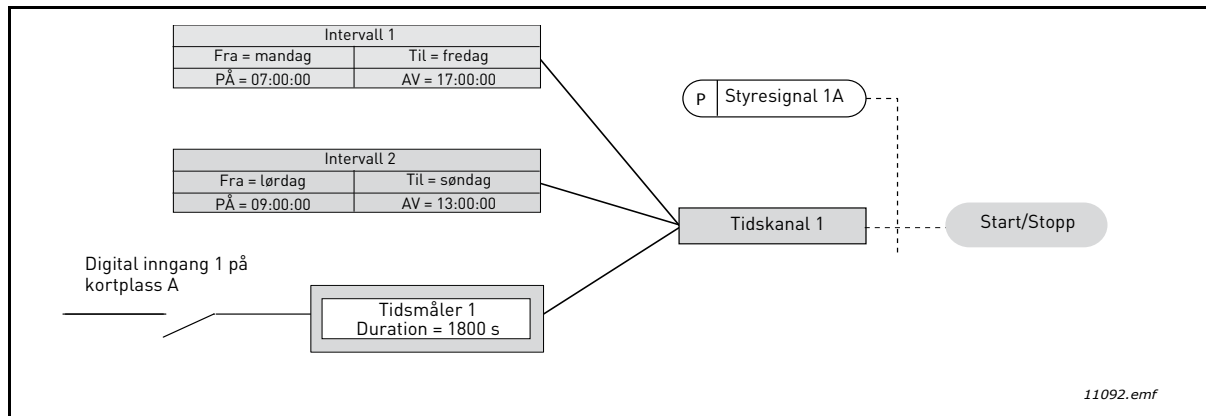 Intervall 1
Fra = mandag
Til = fredag
PÅ = 07:00:00
AV = 17:00:00
P
Styresignal 1A
Intervall 2
Fra = lørdag
Til = søndag
PÅ = 09:00:00
AV = 13:00:00
Tidskanal 1
Start/Stopp
Digital inngang 1 på
kortplass A
Tidsmåler 1
Duration = 1800 s
11092.emf